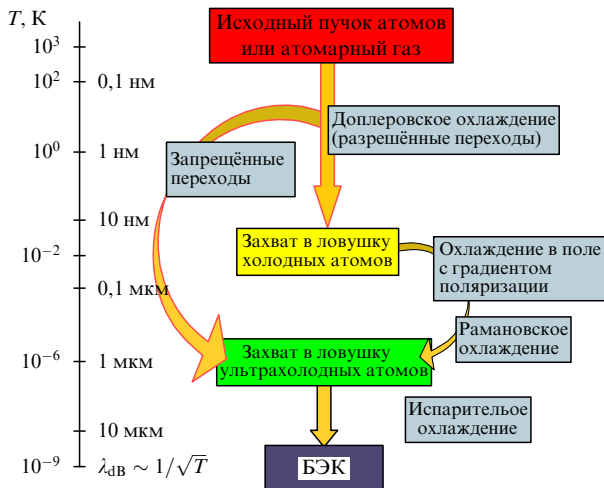 T, К
10³
10²
10⁰
10⁻²
10⁻⁴
10⁻⁶
10⁻⁹
0,1 нм
1 нм
10 нм
0,1 мкм
1 мкм
10 мкм
λdB ~ 1/√T
Исходный пучок атомов
или атомарный газ
Доплеровское охлаждение
(разрешённые переходы)
Запрещённые
переходы
Захват в ловушку
холодных атомов
Охлаждение в поле
с градиентом
поляризации
Рамановское
охлаждение
Захват в ловушку
ультрахолодных атомов
Испарительое
охлаждение
БЭК